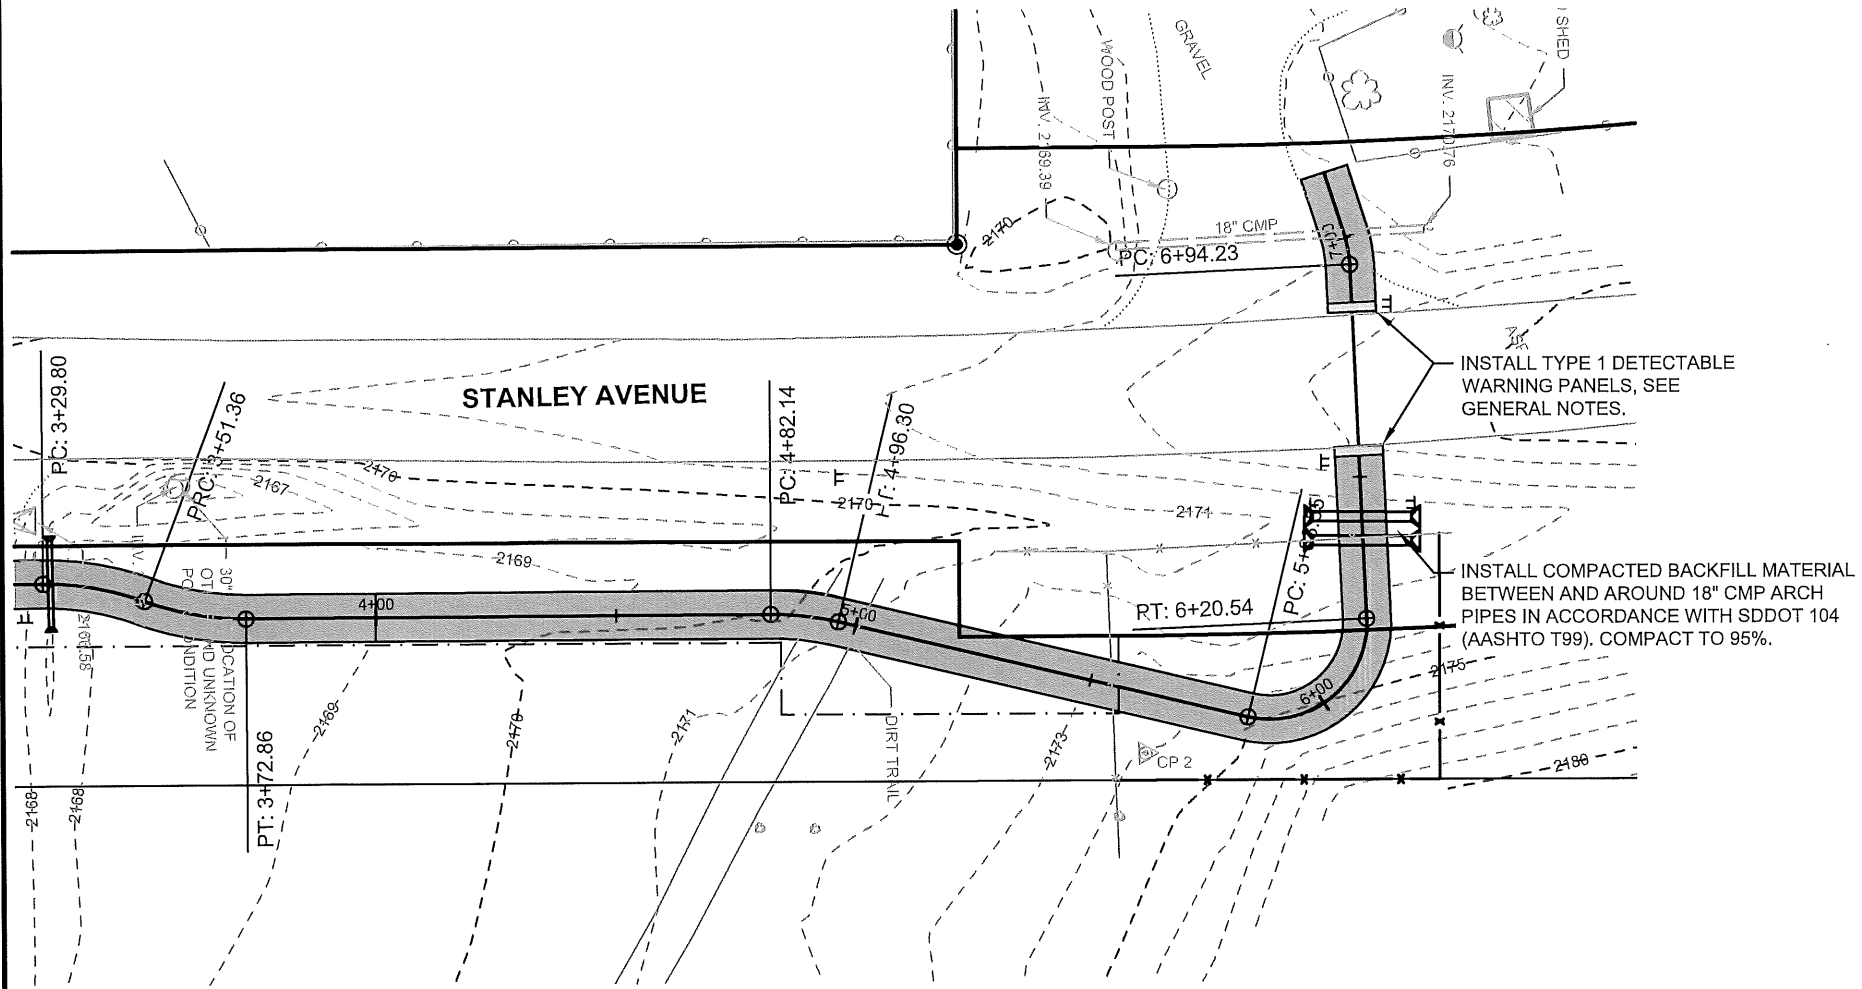 SHED
GRAVEL
WOOD POST
INV. 2169.39
INV. 2170.76
2170
18" CMP
7+00
PC: 6+94.23
INSTALL TYPE 1 DETECTABLE
WARNING PANELS, SEE
GENERAL NOTES.
STANLEY AVENUE
PC: 3+29.80
PRC: 3+51.36
PC: 4+82.14
4+96.30
2170
2167
2170
2171
2169
PC: 5+
INSTALL COMPACTED BACKFILL MATERIAL
BETWEEN AND AROUND 18" CMP ARCH
PIPES IN ACCORDANCE WITH SDDOT 104
(AASHTO T99). COMPACT TO 95%.
30"
4+00
5+00
PT: 6+20.54
6+00
2175
UNKNOWN
2169
2170
2171
2173
DIRT TRAIL
CP 2
2180
PT: 3+72.86
2168
2168